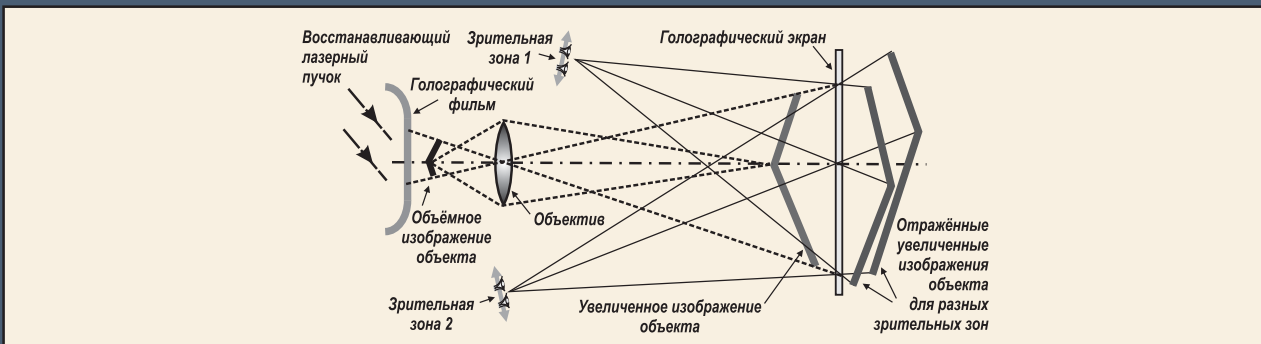 Восстанавливающий
лазерный
пучок
Зрительная
зона 1
Голографический экран
Голографический
фильм
Объёмное
изображение
объекта
Объектив
Отражённые
увеличенные
изображения
объекта
для разных
зрительных зон
Зрительная
зона 2
Увеличенное изображение
объекта